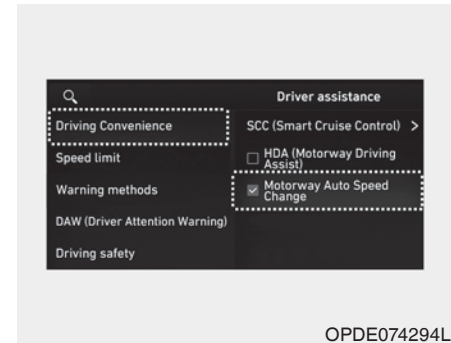 Driver assistance
Driving Convenience
Speed limit
Warning methods
DAW (Driver Attention Warning)
Driving safety
SCC (Smart Cruise Control) >
HDA (Motorway Driving
Assist)
Motorway Auto Speed
Change
OPDE074294L